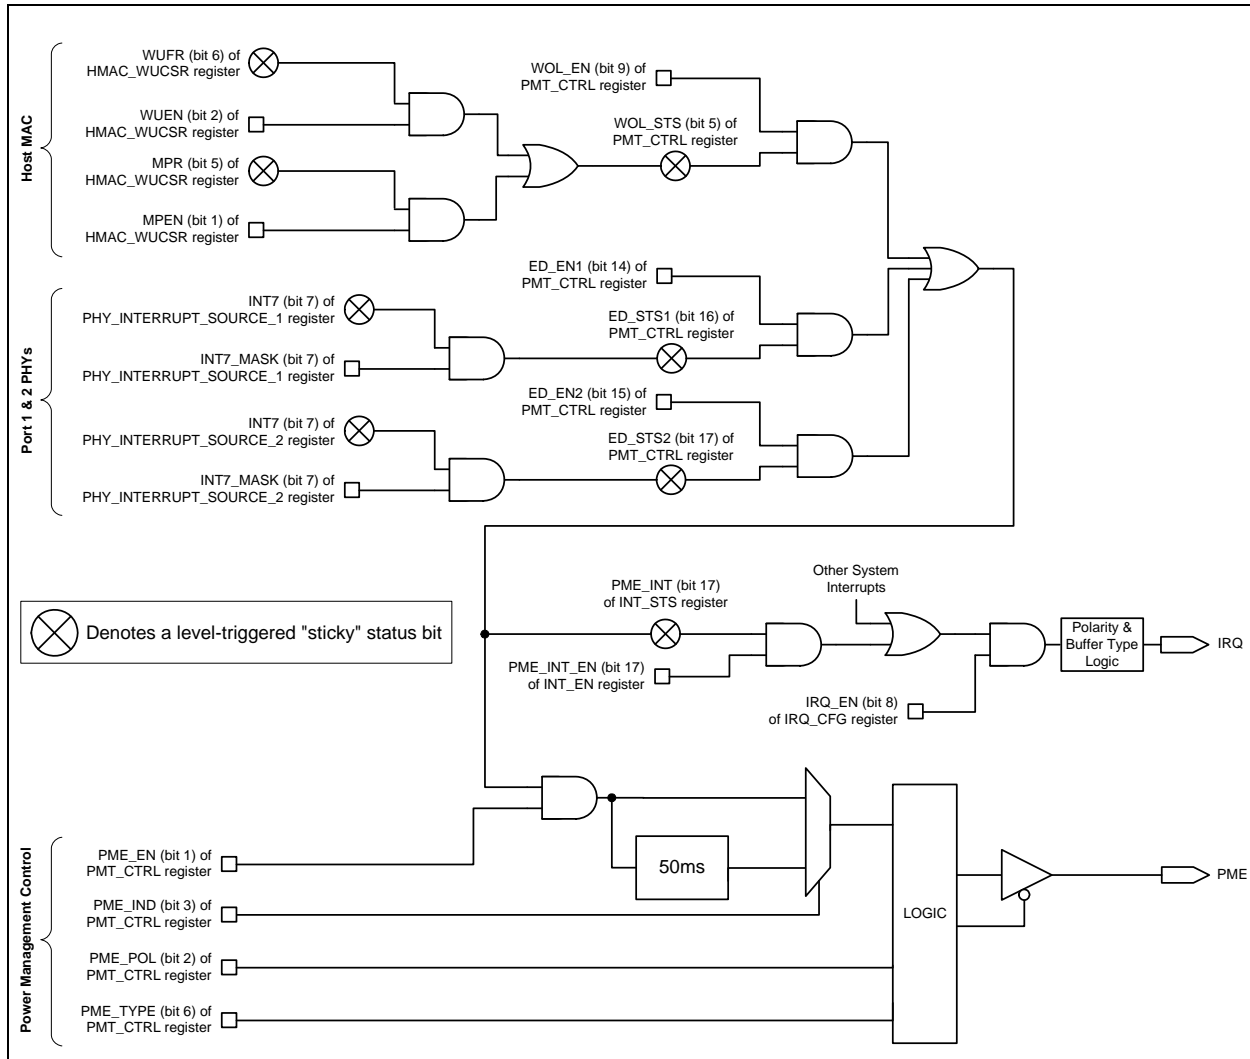 Host MAC
WUFR (bit 6) of
HMAC_WUCSR register
WUEN (bit 2) of
HMAC_WUCSR register
MPR (bit 5) of
HMAC_WUCSR register
MPEN (bit 1) of
HMAC_WUCSR register
WOL_EN (bit 9) of
PMT_CTRL register
WOL_STS (bit 5) of
PMT_CTRL register
Port 1 & 2 PHYs
INT7 (bit 7) of
PHY_INTERRUPT_SOURCE_1 register
INT7_MASK (bit 7) of
PHY_INTERRUPT_SOURCE_1 register
INT7 (bit 7) of
PHY_INTERRUPT_SOURCE_2 register
INT7_MASK (bit 7) of
PHY_INTERRUPT_SOURCE_2 register
ED_EN1 (bit 14) of
PMT_CTRL register
ED_STS1 (bit 16) of
PMT_CTRL register
ED_EN2 (bit 15) of
PMT_CTRL register
ED_STS2 (bit 17) of
PMT_CTRL register
Denotes a level-triggered "sticky" status bit
PME_INT (bit 17)
of INT_STS register
PME_INT_EN (bit 17)
of INT_EN register
Other System
Interrupts
IRQ_EN (bit 8)
of IRQ_CFG register
Polarity &
Buffer Type
Logic
IRQ
Power Management Control
PME_EN (bit 1) of
PMT_CTRL register
PME_IND (bit 3) of
PMT_CTRL register
PME_POL (bit 2) of
PMT_CTRL register
PME_TYPE (bit 6) of
PMT_CTRL register
50ms
LOGIC
PME